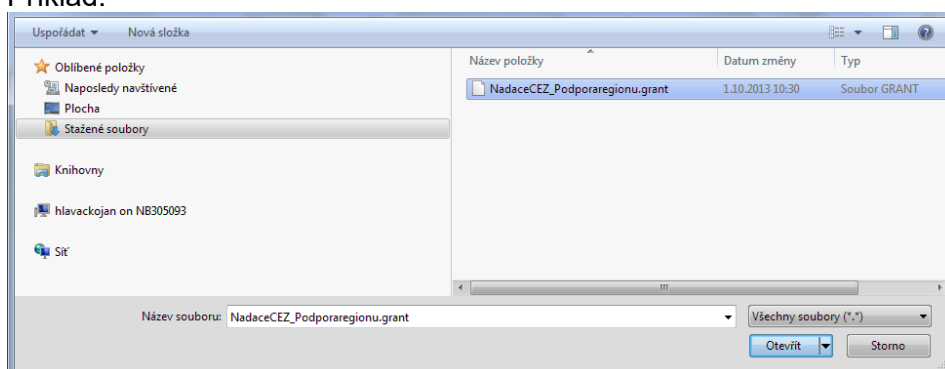 Příklad:
Uspořádat Nová složka
Oblíbené položky
Naposledy navštívené
Plocha
Stažené soubory
Knihovny
hlavackojan on NB305093
Síť
Název položky Datum změny Typ
NadaceCEZ_Podporaregionu.grant 1.10.2013 10:30 Soubor GRANT
Název souboru: NadaceCEZ_Podporaregionu.grant Všechny soubory (*.*)
Otevřít Storno